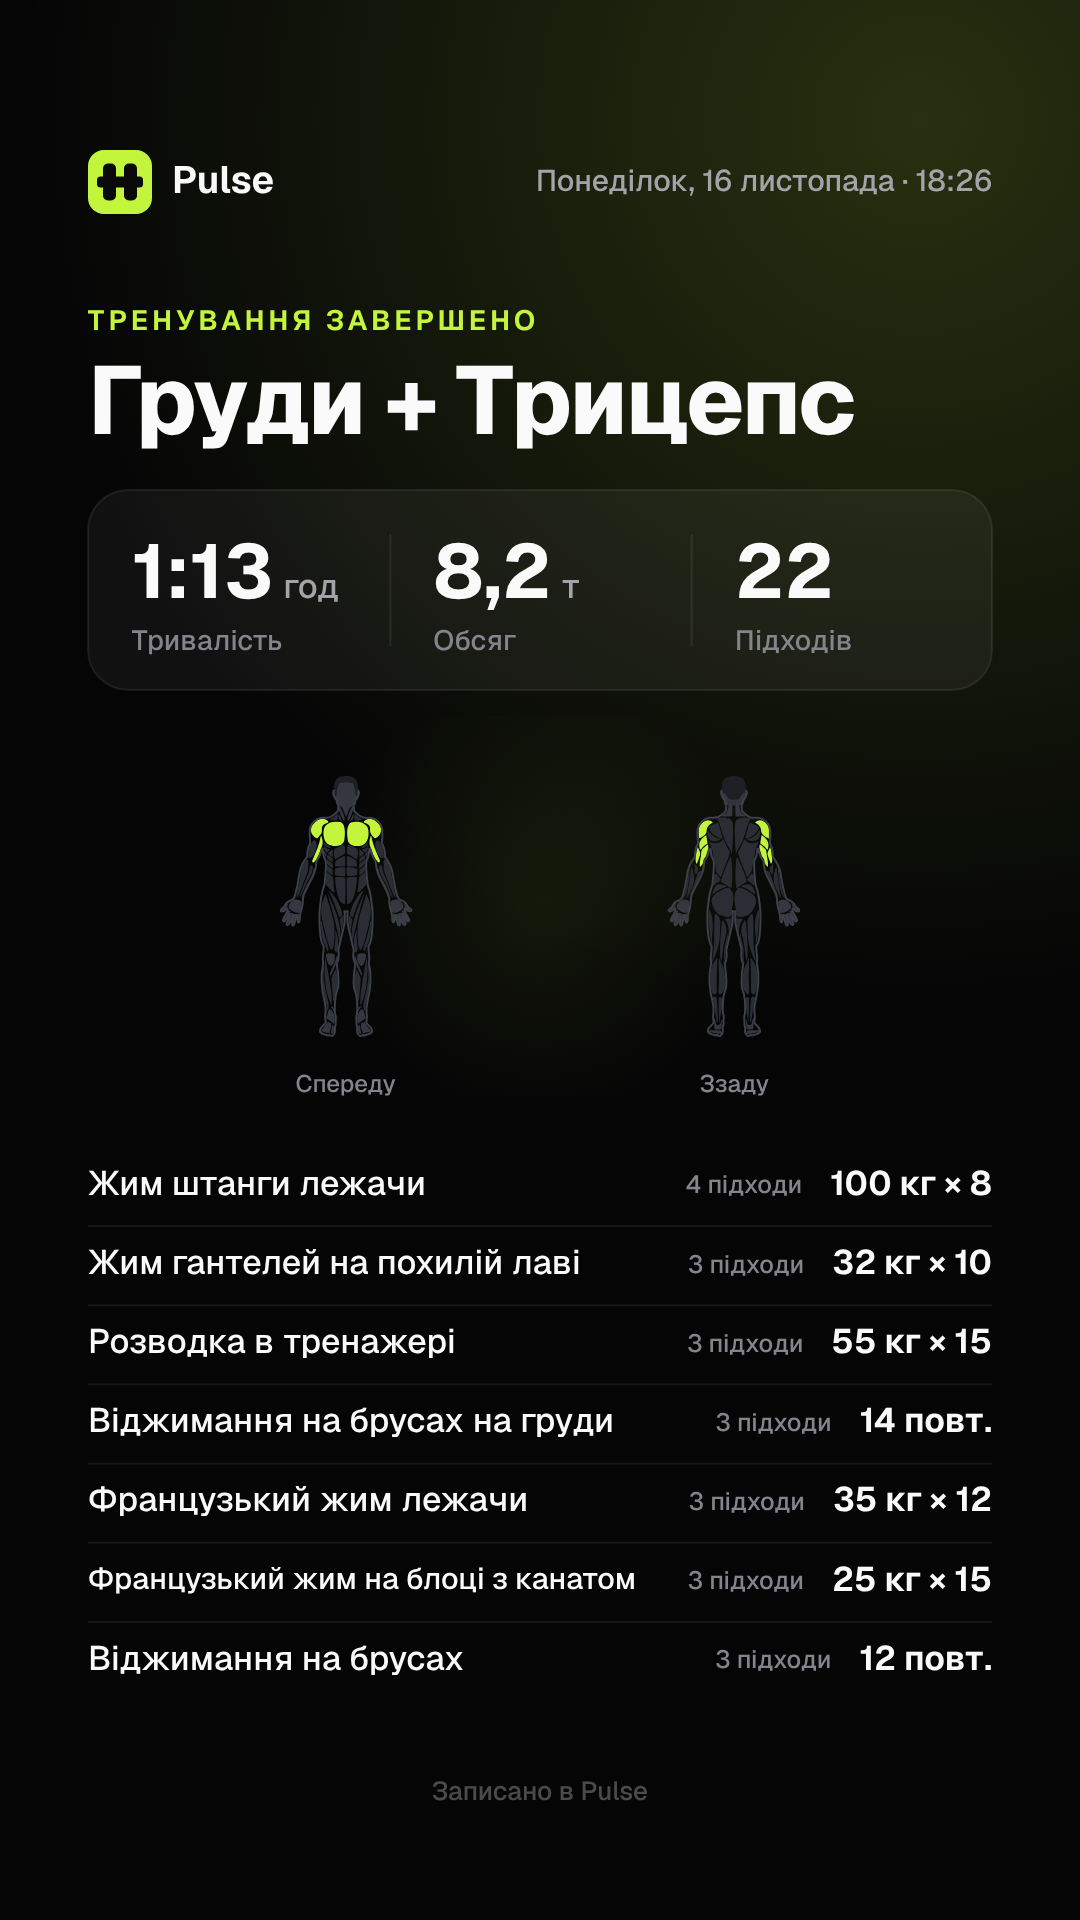 Pulse
Понеділок, 16 листопада · 18:26
ТРЕНУВАННЯ ЗАВЕРШЕНО
Груди + Трицепс
1:13 год
Тривалість
8,2 т
Обсяг
22
Підходів
Спереду
Ззаду
Жим штанги лежачи 4 підходи 100 кг × 8
Жим гантелей на похилій лаві 3 підходи 32 кг × 10
Розводка в тренажері 3 підходи 55 кг × 15
Віджимання на брусах на груди 3 підходи 14 повт.
Французький жим лежачи 3 підходи 35 кг × 12
Французький жим на блоці з канатом 3 підходи 25 кг × 15
Віджимання на брусах 3 підходи 12 повт.
Записано в Pulse